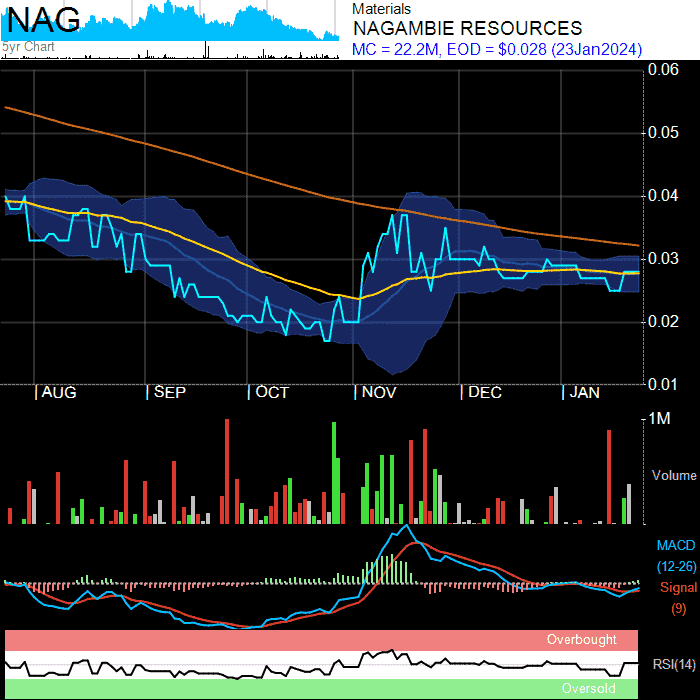 NAG
5yr Chart
Materials
NAGAMBIE RESOURCES
MC = 22.2M, EOD = $0.028 (23Jan2024)
0.06
0.05
0.04
0.03
0.02
0.01
AUG SEP OCT NOV DEC JAN
1M
Volume
MACD
(12-26)
Signal
(9)
Overbought
RSI(14)
Oversold